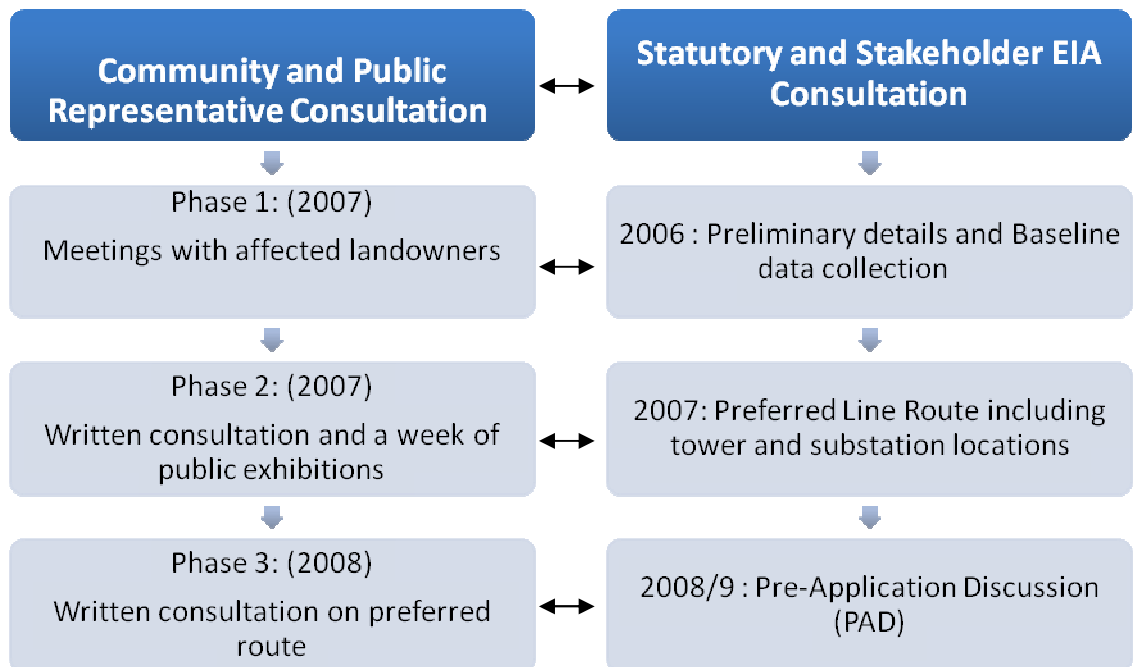 Community and Public
Representative Consultation
Statutory and Stakeholder EIA
Consultation
Phase 1: (2007)
Meetings with affected landowners
2006 : Preliminary details and Baseline
data collection
Phase 2: (2007)
Written consultation and a week of
public exhibitions
2007: Preferred Line Route including
tower and substation locations
Phase 3: (2008)
Written consultation on preferred
route
2008/9 : Pre-Application Discussion
(PAD)